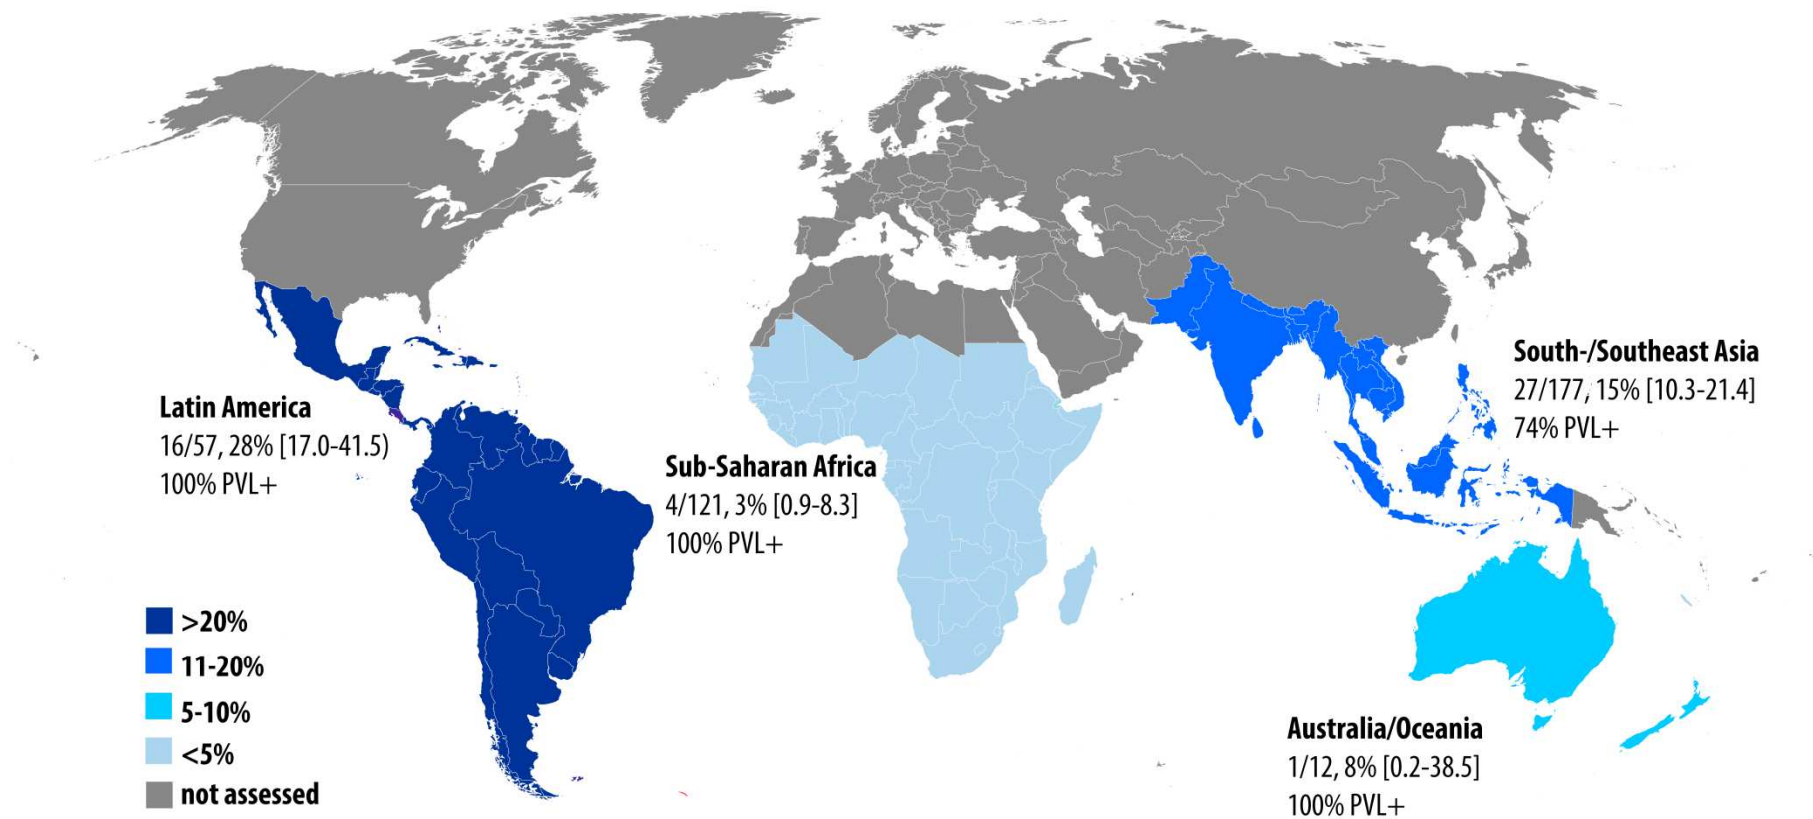 Latin America
16/57, 28% [17.0-41.5)
100% PVL+
Sub-Saharan Africa
4/121, 3% [0.9-8.3]
100% PVL+
South-/Southeast Asia
27/177, 15% [10.3-21.4]
74% PVL+
Australia/Oceania
1/12, 8% [0.2-38.5]
100% PVL+
>20%
11-20%
5-10%
<5%
not assessed